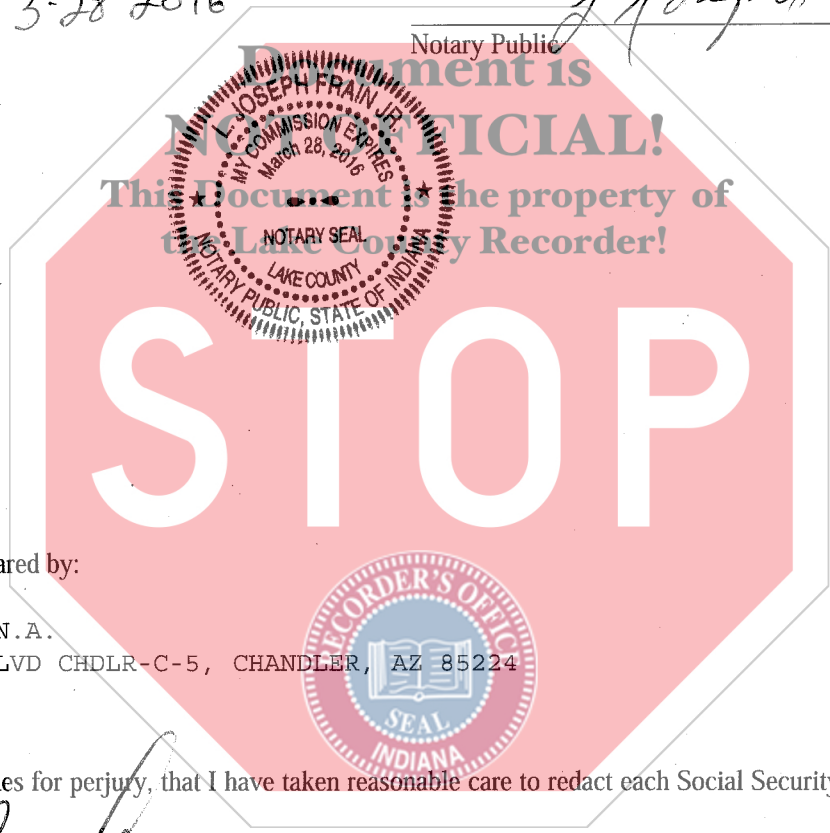 3-28 2016
Notary Public
Document is
NOT OFFICIAL!
This Document is the property of
the Lake County Recorder!
L. JOSEPH FRAIN JR.
MY COMMISSION EXPIRES
March 28, 2016
NOTARY SEAL
LAKE COUNTY
NOTARY PUBLIC, STATE OF INDIANA
STOP
ared by:
N.A.
LVD CHDLR-C-5, CHANDLER, AZ 85224
RECORDER'S OFFICE
SEAL
INDIANA
es for perjury, that I have taken reasonable care to redact each Social Security